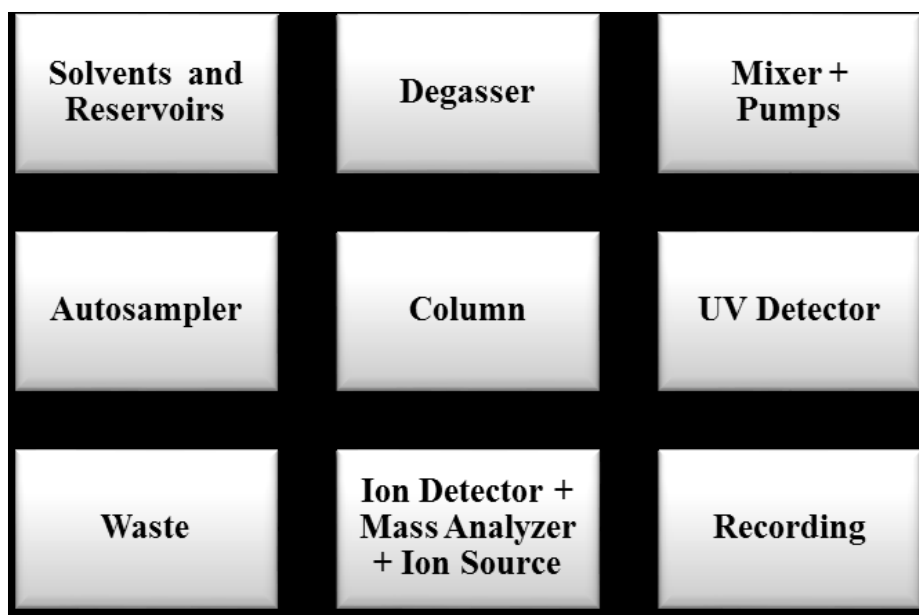 Solvents and
Reservoirs
Degasser
Mixer +
Pumps
Autosampler
Column
UV Detector
Waste
Ion Detector +
Mass Analyzer
+ Ion Source
Recording